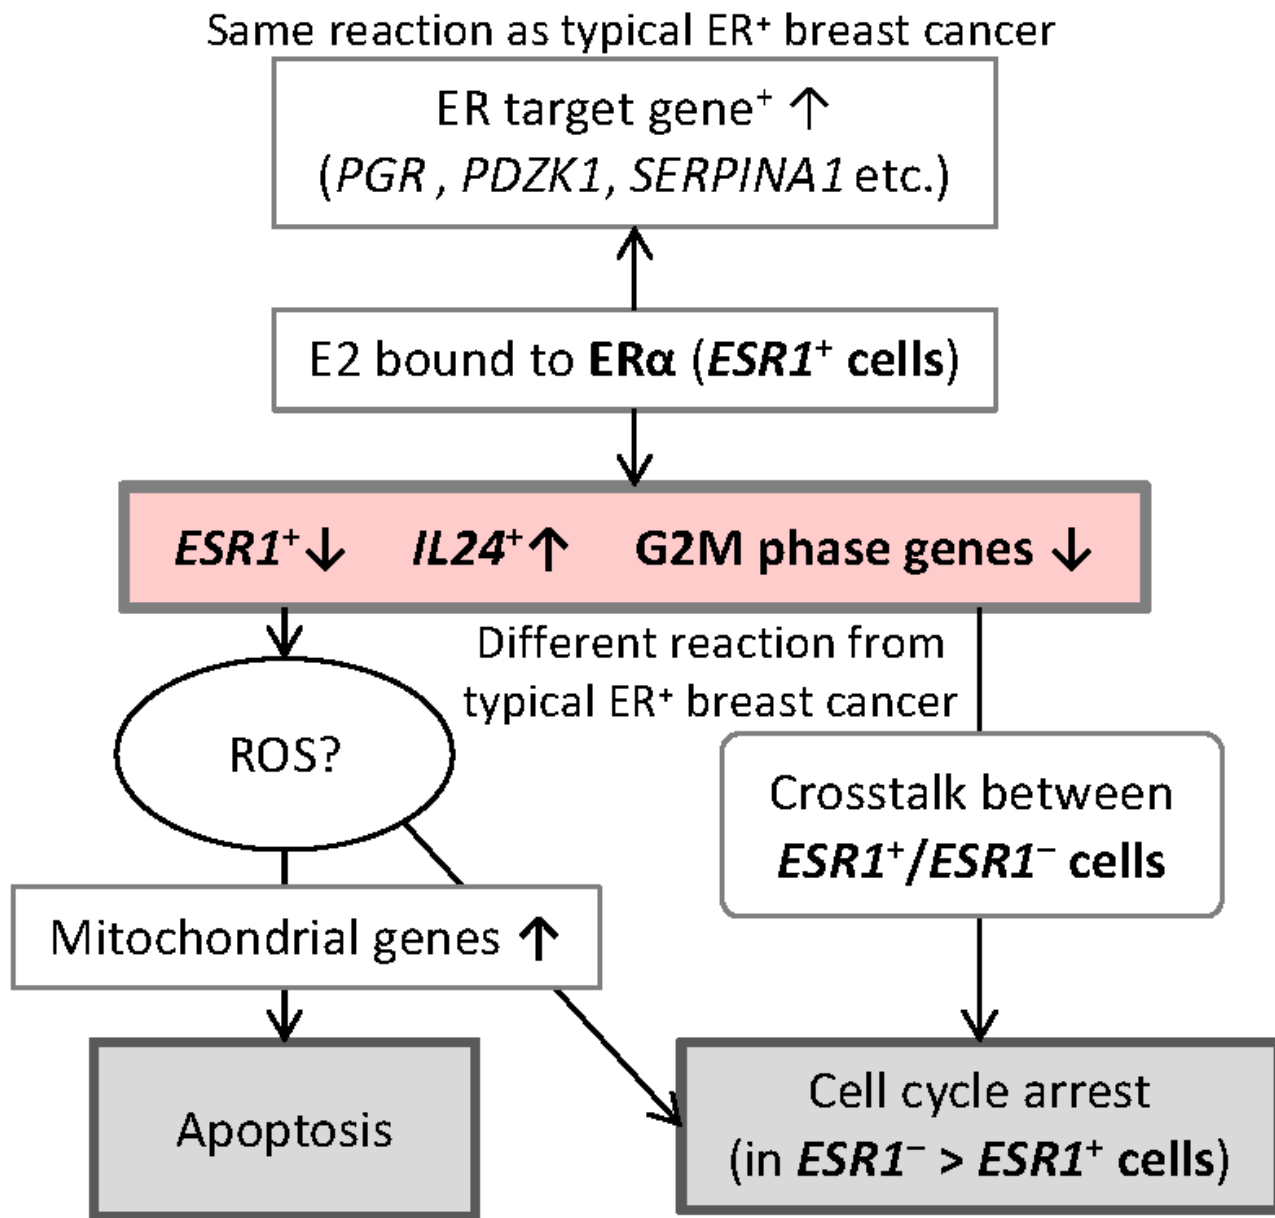 Same reaction as typical ER⁺ breast cancer
ER target gene⁺ ↑
(PGR , PDZK1, SERPINA1 etc.)
E2 bound to ERα (ESR1⁺ cells)
ESR1⁺↓ IL24⁺↑ G2M phase genes ↓
Different reaction from
typical ER⁺ breast cancer
ROS?
Crosstalk between
ESR1⁺/ESR1⁻ cells
Mitochondrial genes ↑
Apoptosis
Cell cycle arrest
(in ESR1⁻ > ESR1⁺ cells)